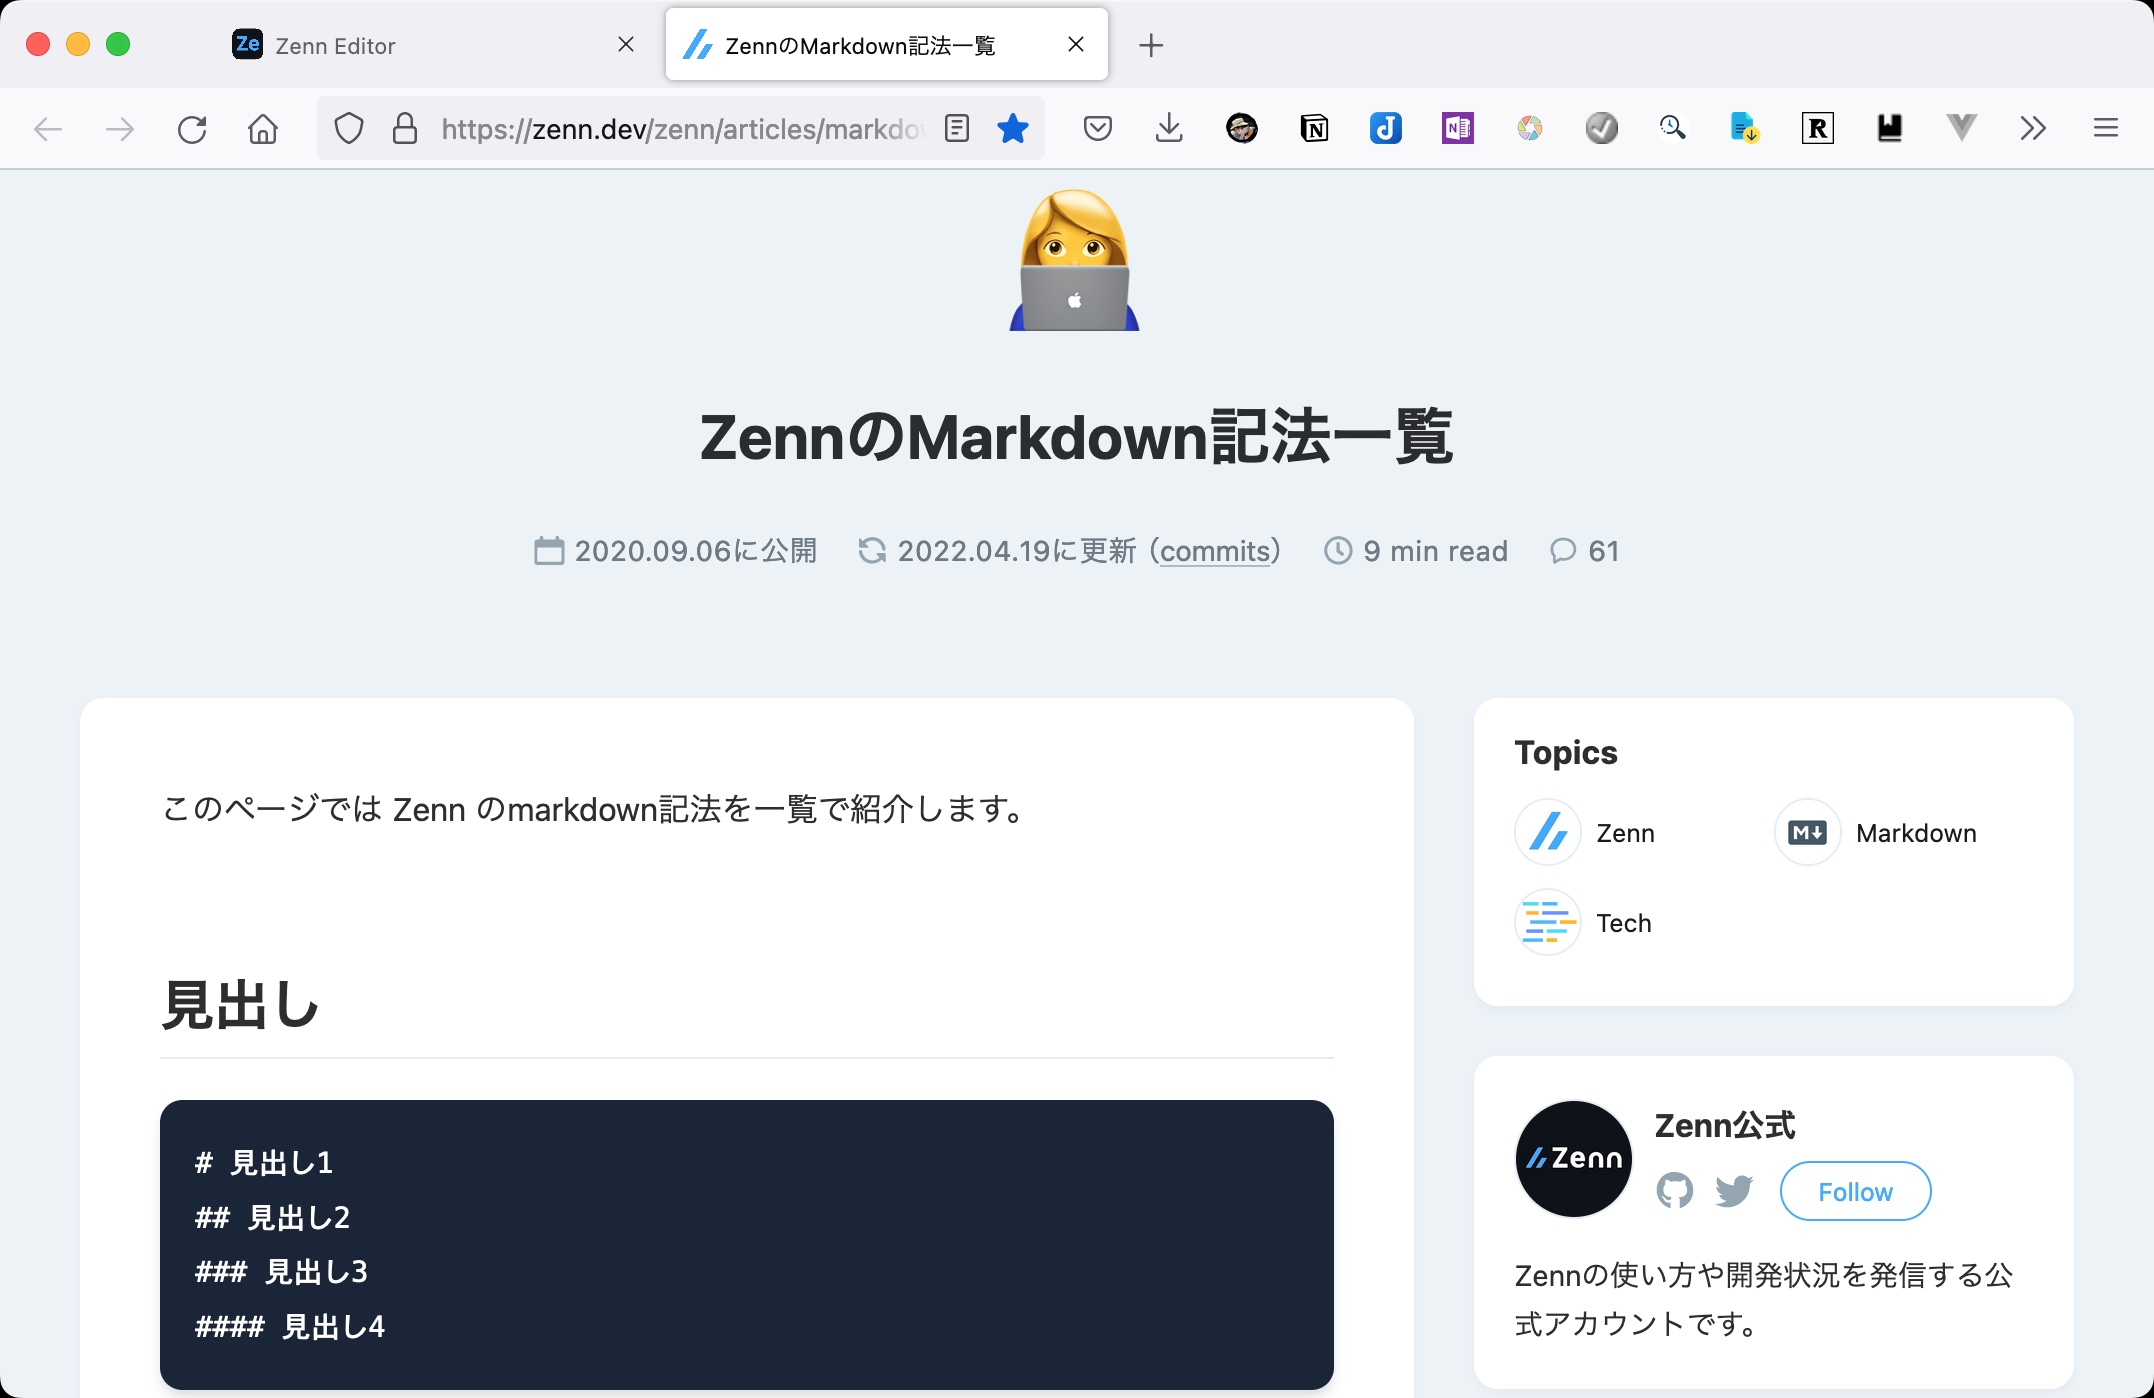 Ze Zenn Editor
ZennのMarkdown記法一覧
https://zenn.dev/zenn/articles/markdo
ZennのMarkdown記法一覧
2020.09.06に公開 2022.04.19に更新 (commits) 9 min read 61
このページでは Zenn のmarkdown記法を一覧で紹介します。
見出し
# 見出し1
## 見出し2
### 見出し3
#### 見出し4
Topics
Zenn
Markdown
Tech
Zenn
Zenn公式
Follow
Zennの使い方や開発状況を発信する公
式アカウントです。